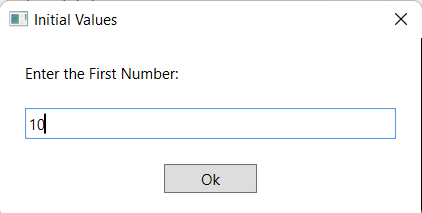 Initial Values
Enter the First Number:
10
Ok